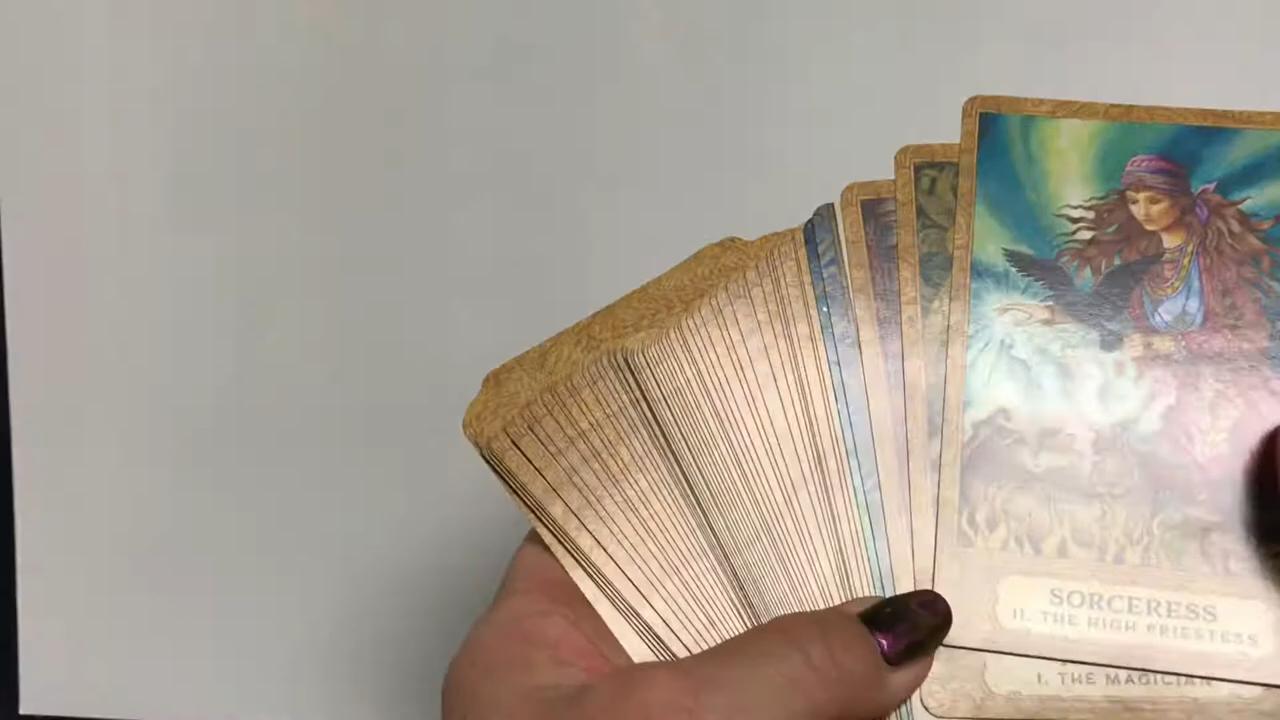 SORCERESS
II. THE HIGH PRIESTESS
I. THE MAGICIAN